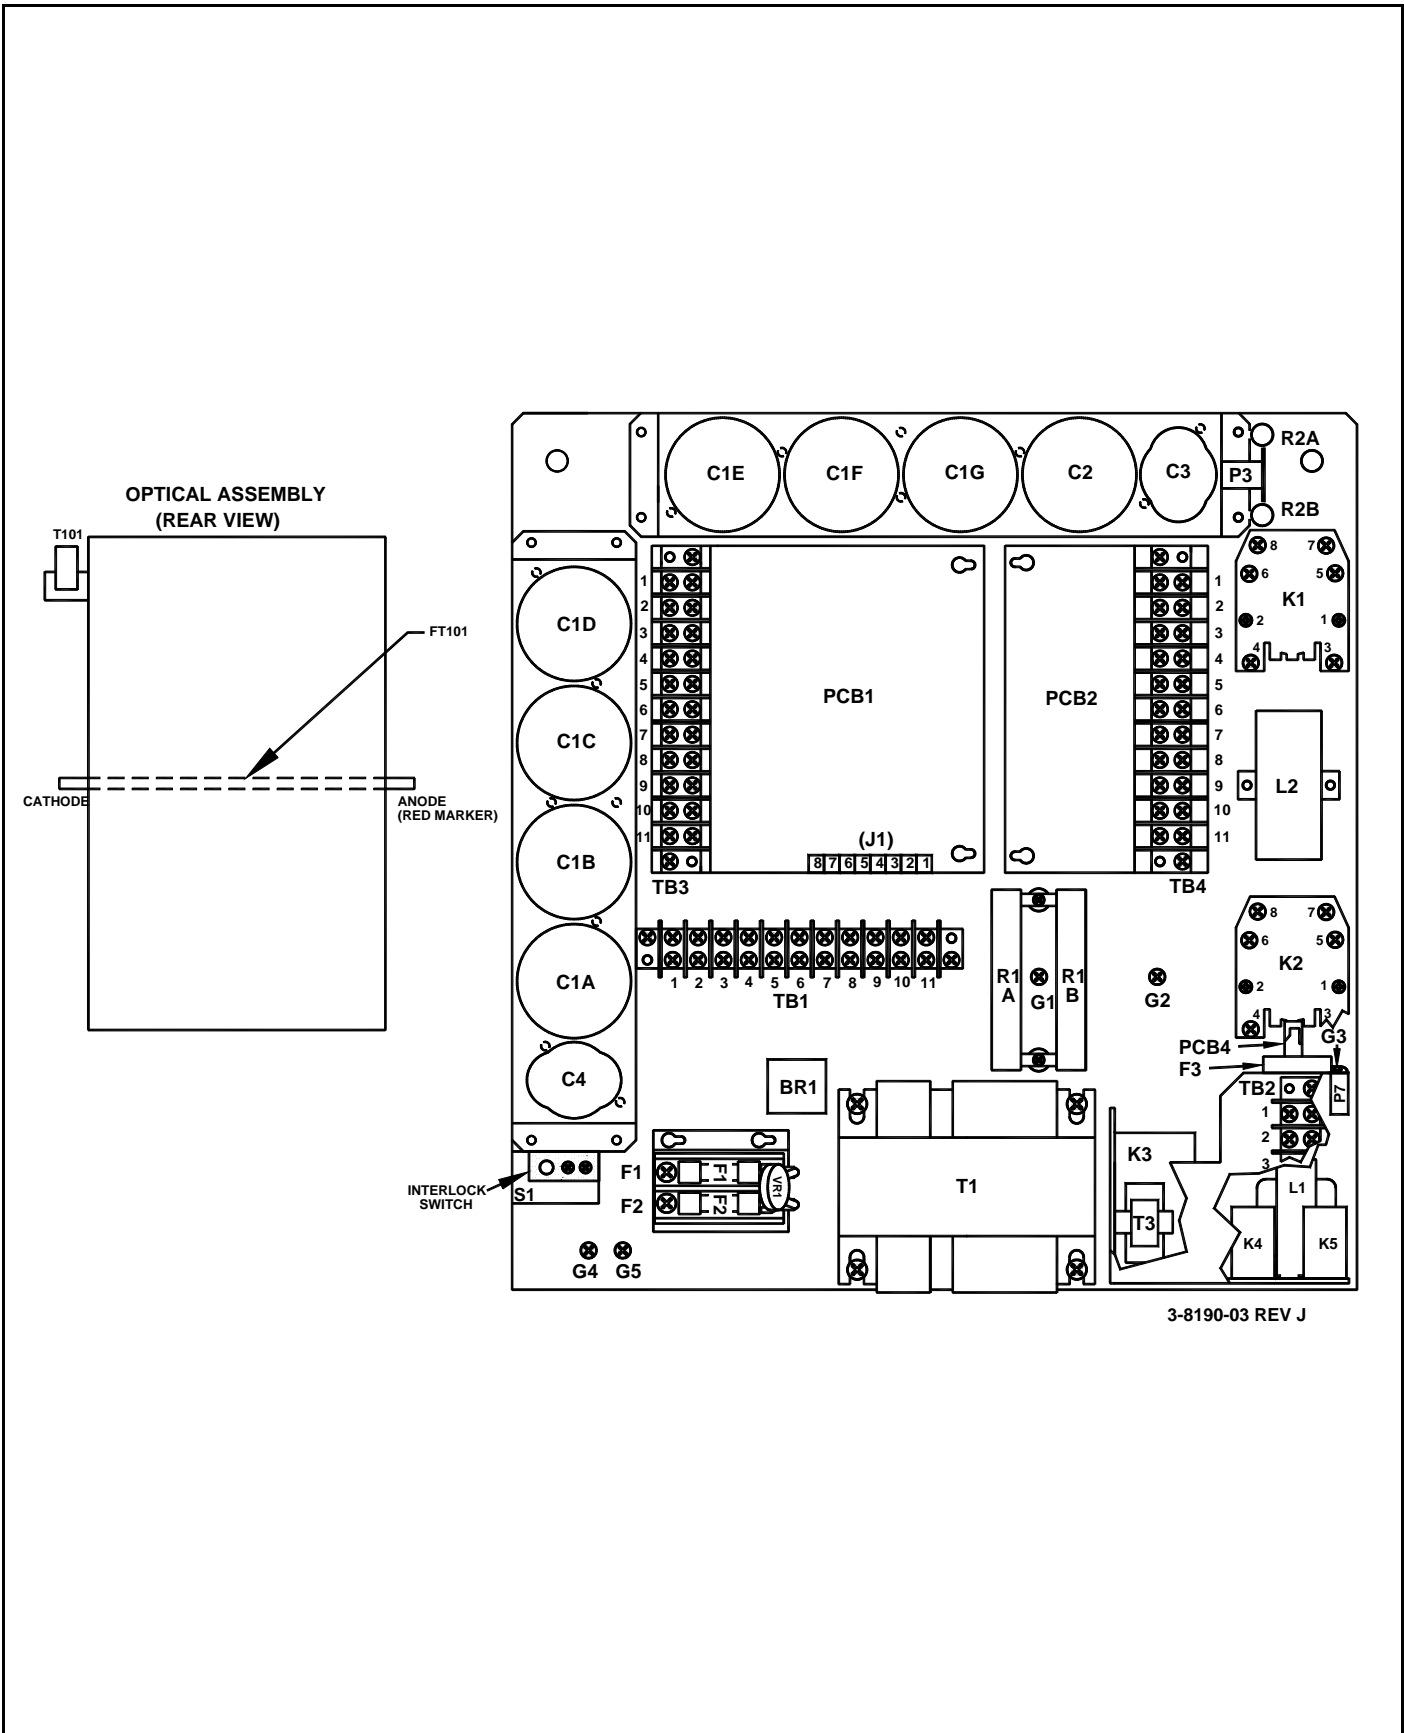 OPTICAL ASSEMBLY
(REAR VIEW)
T101
FT101
CATHODE
ANODE
(RED MARKER)
C1E
C1F
C1G
C2
C3
P3
R2A
R2B
C1D
C1C
C1B
C1A
C4
1
2
3
4
5
6
7
8
9
10
11
TB3
PCB1
(J1)
8 7 6 5 4 3 2 1
PCB2
1
2
3
4
5
6
7
8
9
10
11
TB4
8 7
6 5
K1
2 1
4 3
L2
1 2 3 4 5 6 7 8 9 10 11
TB1
R1 A
G1
R1 B
G2
8 7
6 5
K2
2 1
4 3
PCB4
G3
F3
TB2
P7
1
2
3
BR1
INTERLOCK
SWITCH
S1
F1
F1
F2
F2
VR1
G4 G5
T1
K3
T3
L1
K4
K5
3-8190-03 REV J